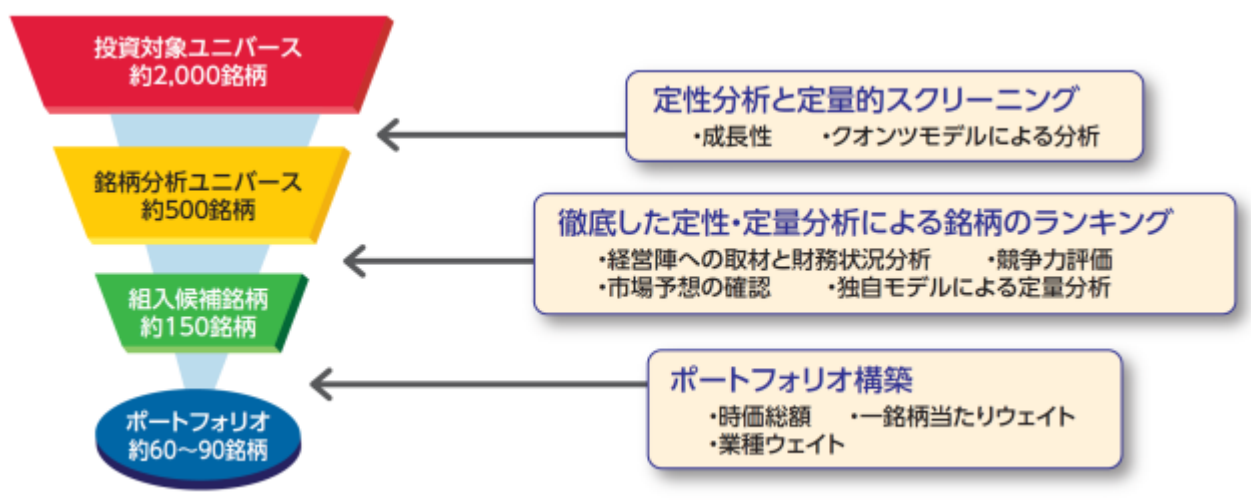 投資対象ユニバース
約2,000銘柄
定性分析と定量的スクリーニング
・成長性 ・クオンツモデルによる分析
銘柄分析ユニバース
約500銘柄
徹底した定性・定量分析による銘柄のランキング
・経営陣への取材と財務状況分析 ・競争力評価
・市場予想の確認 ・独自モデルによる定量分析
組入候補銘柄
約150銘柄
ポートフォリオ構築
・時価総額 ・一銘柄当たりウェイト
・業種ウェイト
ポートフォリオ
約60〜90銘柄